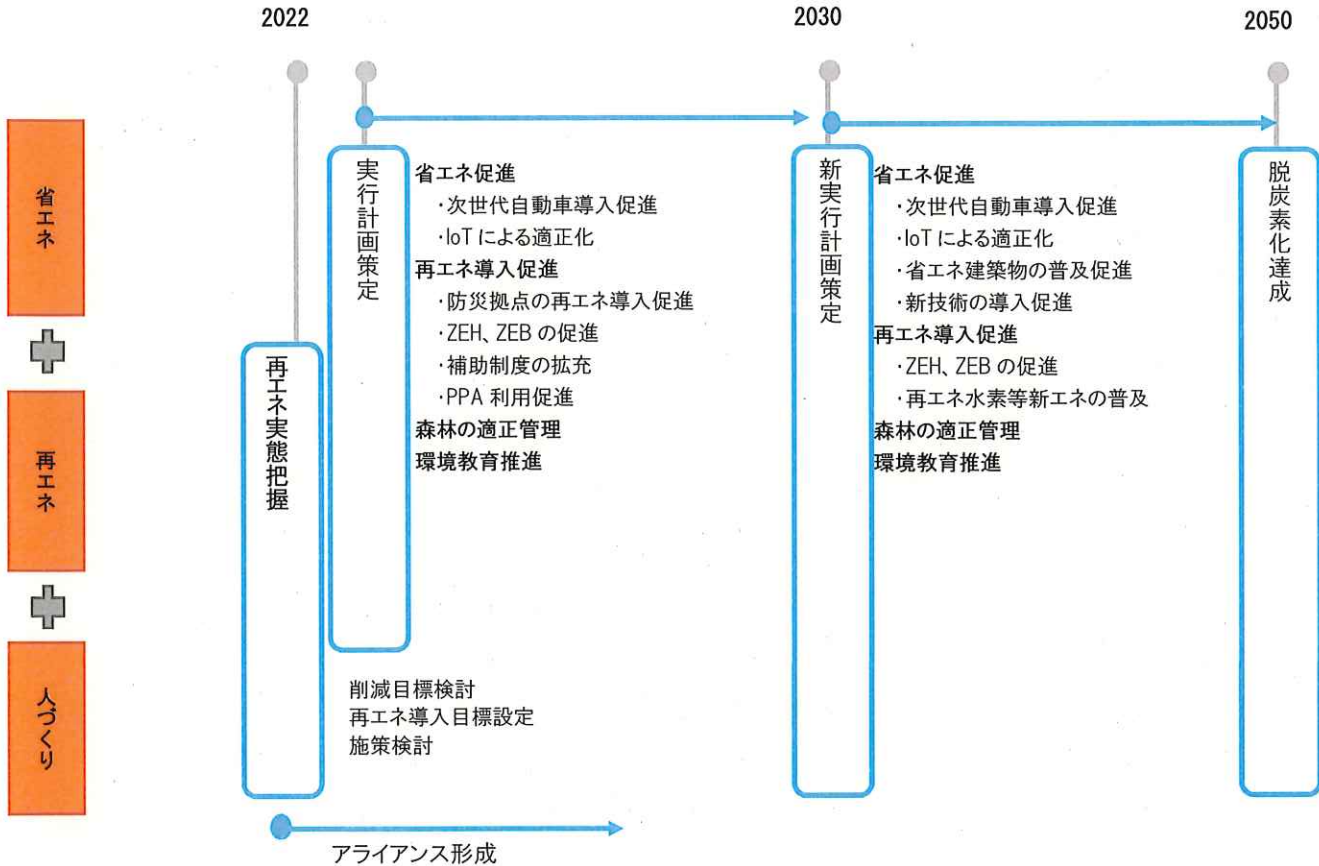 2022
2030
2050
省エネ
再エネ
人づくり
再エネ実態把握
実行計画策定
省エネ促進
・次世代自動車導入促進
・IoT による適正化
再エネ導入促進
・防災拠点の再エネ導入促進
・ZEH、ZEB の促進
・補助制度の拡充
・PPA 利用促進
森林の適正管理
環境教育推進
削減目標検討
再エネ導入目標設定
施策検討
アライアンス形成
新実行計画策定
省エネ促進
・次世代自動車導入促進
・IoT による適正化
・省エネ建築物の普及促進
・新技術の導入促進
再エネ導入促進
・ZEH、ZEB の促進
・再エネ水素等新エネの普及
森林の適正管理
環境教育推進
脱炭素化達成